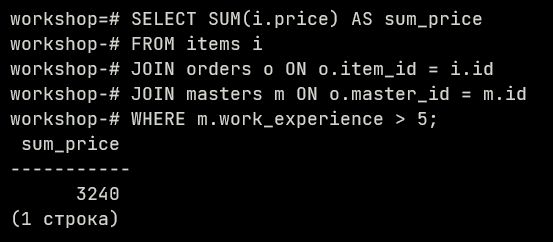 workshop=# SELECT SUM(i.price) AS sum_price
workshop-# FROM items i
workshop-# JOIN orders o ON o.item_id = i.id
workshop-# JOIN masters m ON o.master_id = m.id
workshop-# WHERE m.work_experience > 5;
 sum_price
-----------
      3240
(1 строка)